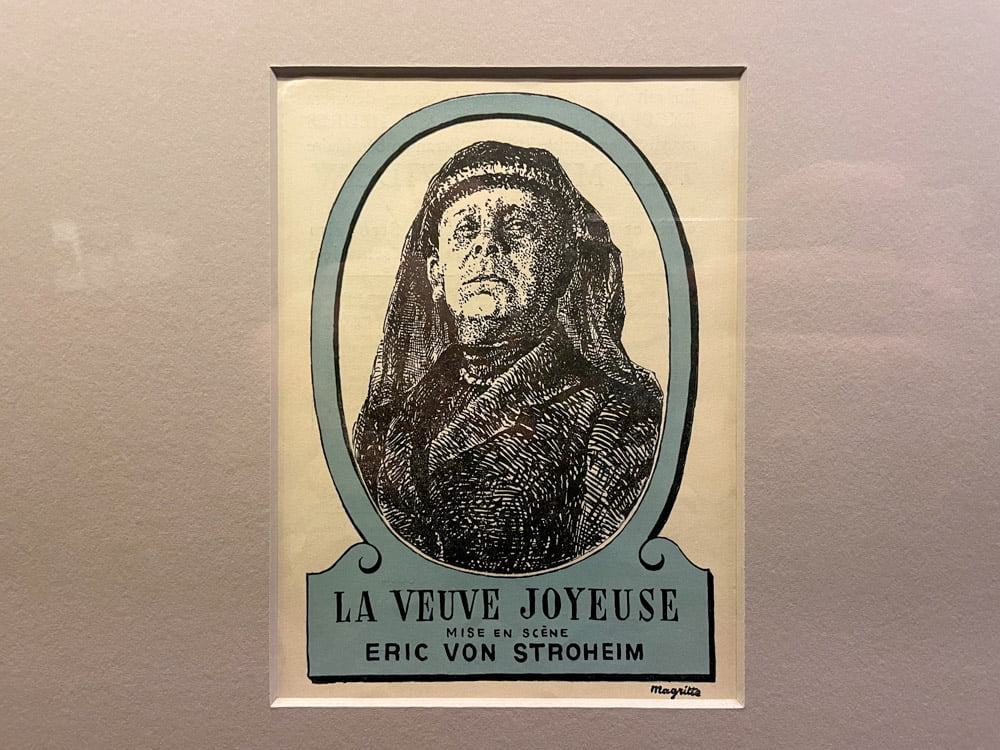 LA VEUVE JOYEUSE
MISE EN SCÈNE
ERIC VON STROHEIM
Magritte